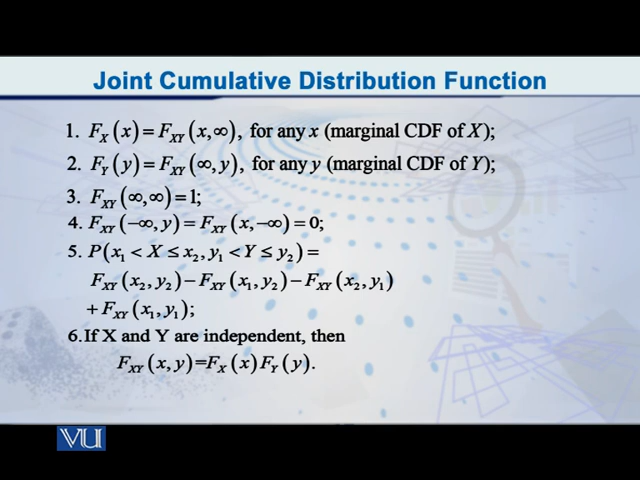 Joint Cumulative Distribution Function
1. F_X(x) = F_XY(x,∞), for any x (marginal CDF of X);
2. F_Y(y) = F_XY(∞,y), for any y (marginal CDF of Y);
3. F_XY(∞,∞) = 1;
4. F_XY(−∞,y) = F_XY(x,−∞) = 0;
5. P(x₁ < X ≤ x₂, y₁ < Y ≤ y₂) =
F_XY(x₂,y₂) − F_XY(x₁,y₂) − F_XY(x₂,y₁)
+ F_XY(x₁,y₁);
6. If X and Y are independent, then
F_XY(x,y)=F_X(x)F_Y(y).
VU